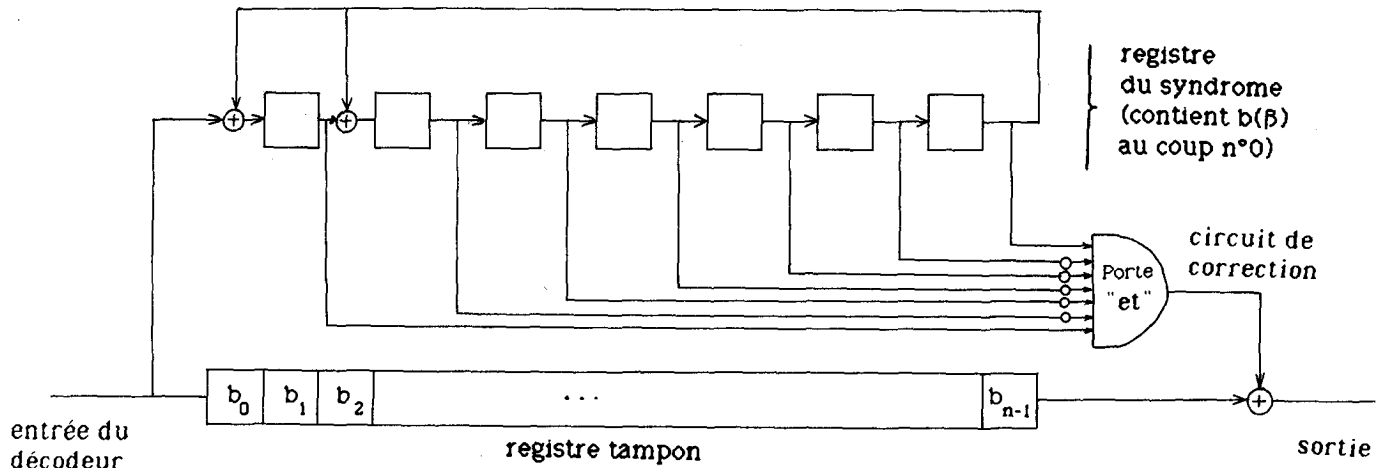 registre
du syndrome
(contient b(β)
au coup n°0)
circuit de
correction
Porte
"et"
b0 b1 b2 ... bn-1
entrée du
décodeur
registre tampon
sortie